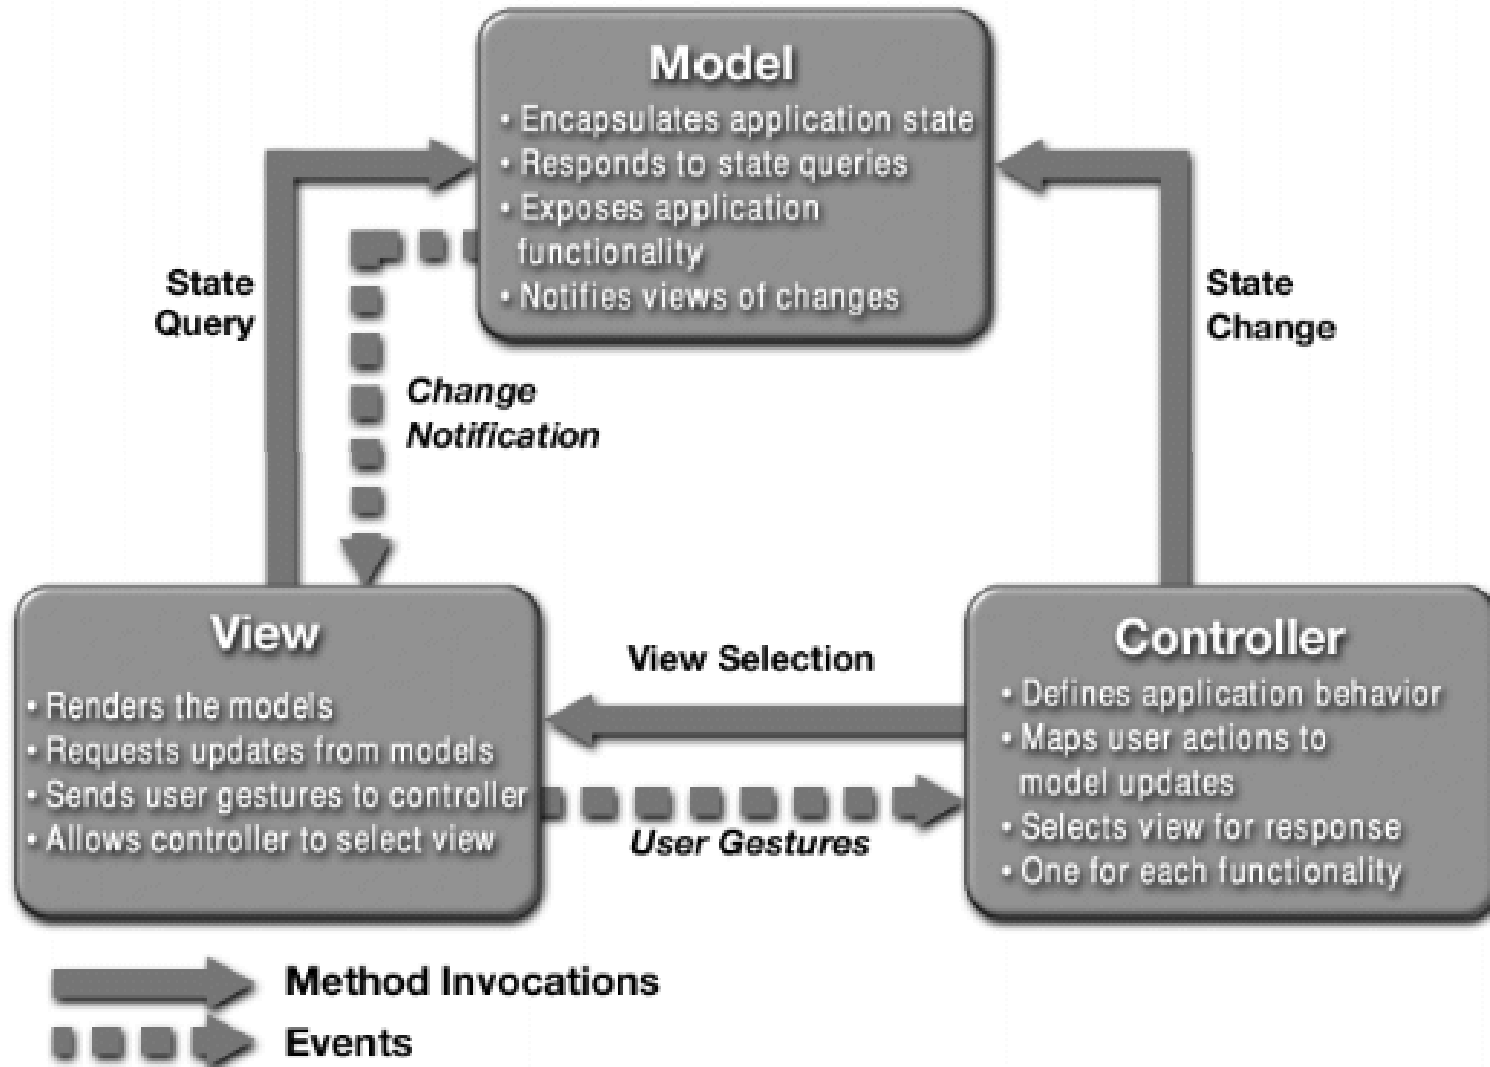 Model
• Encapsulates application state
• Responds to state queries
• Exposes application
functionality
• Notifies views of changes
State
Query
Change
Notification
State
Change
View
• Renders the models
• Requests updates from models
• Sends user gestures to controller
• Allows controller to select view
View Selection
User Gestures
Controller
• Defines application behavior
• Maps user actions to
model updates
• Selects view for response
• One for each functionality
Method Invocations
Events